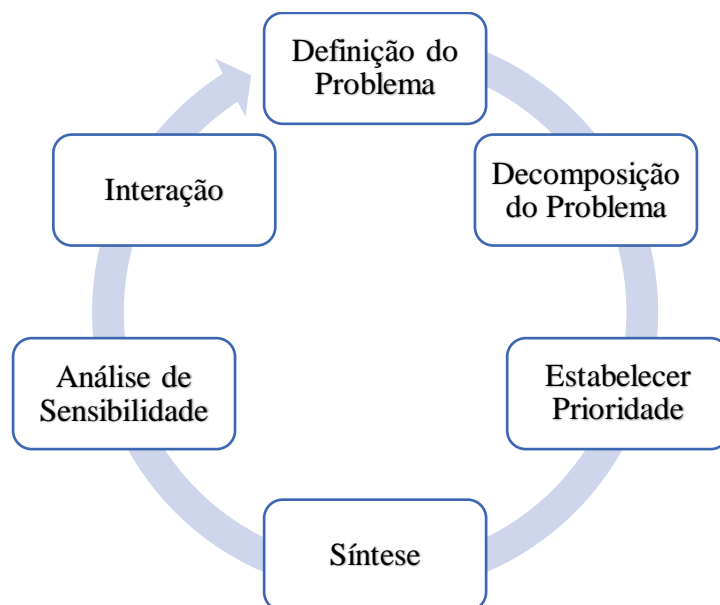 Definição do
Problema
Decomposição
do Problema
Estabelecer
Prioridade
Síntese
Análise de
Sensibilidade
Interação